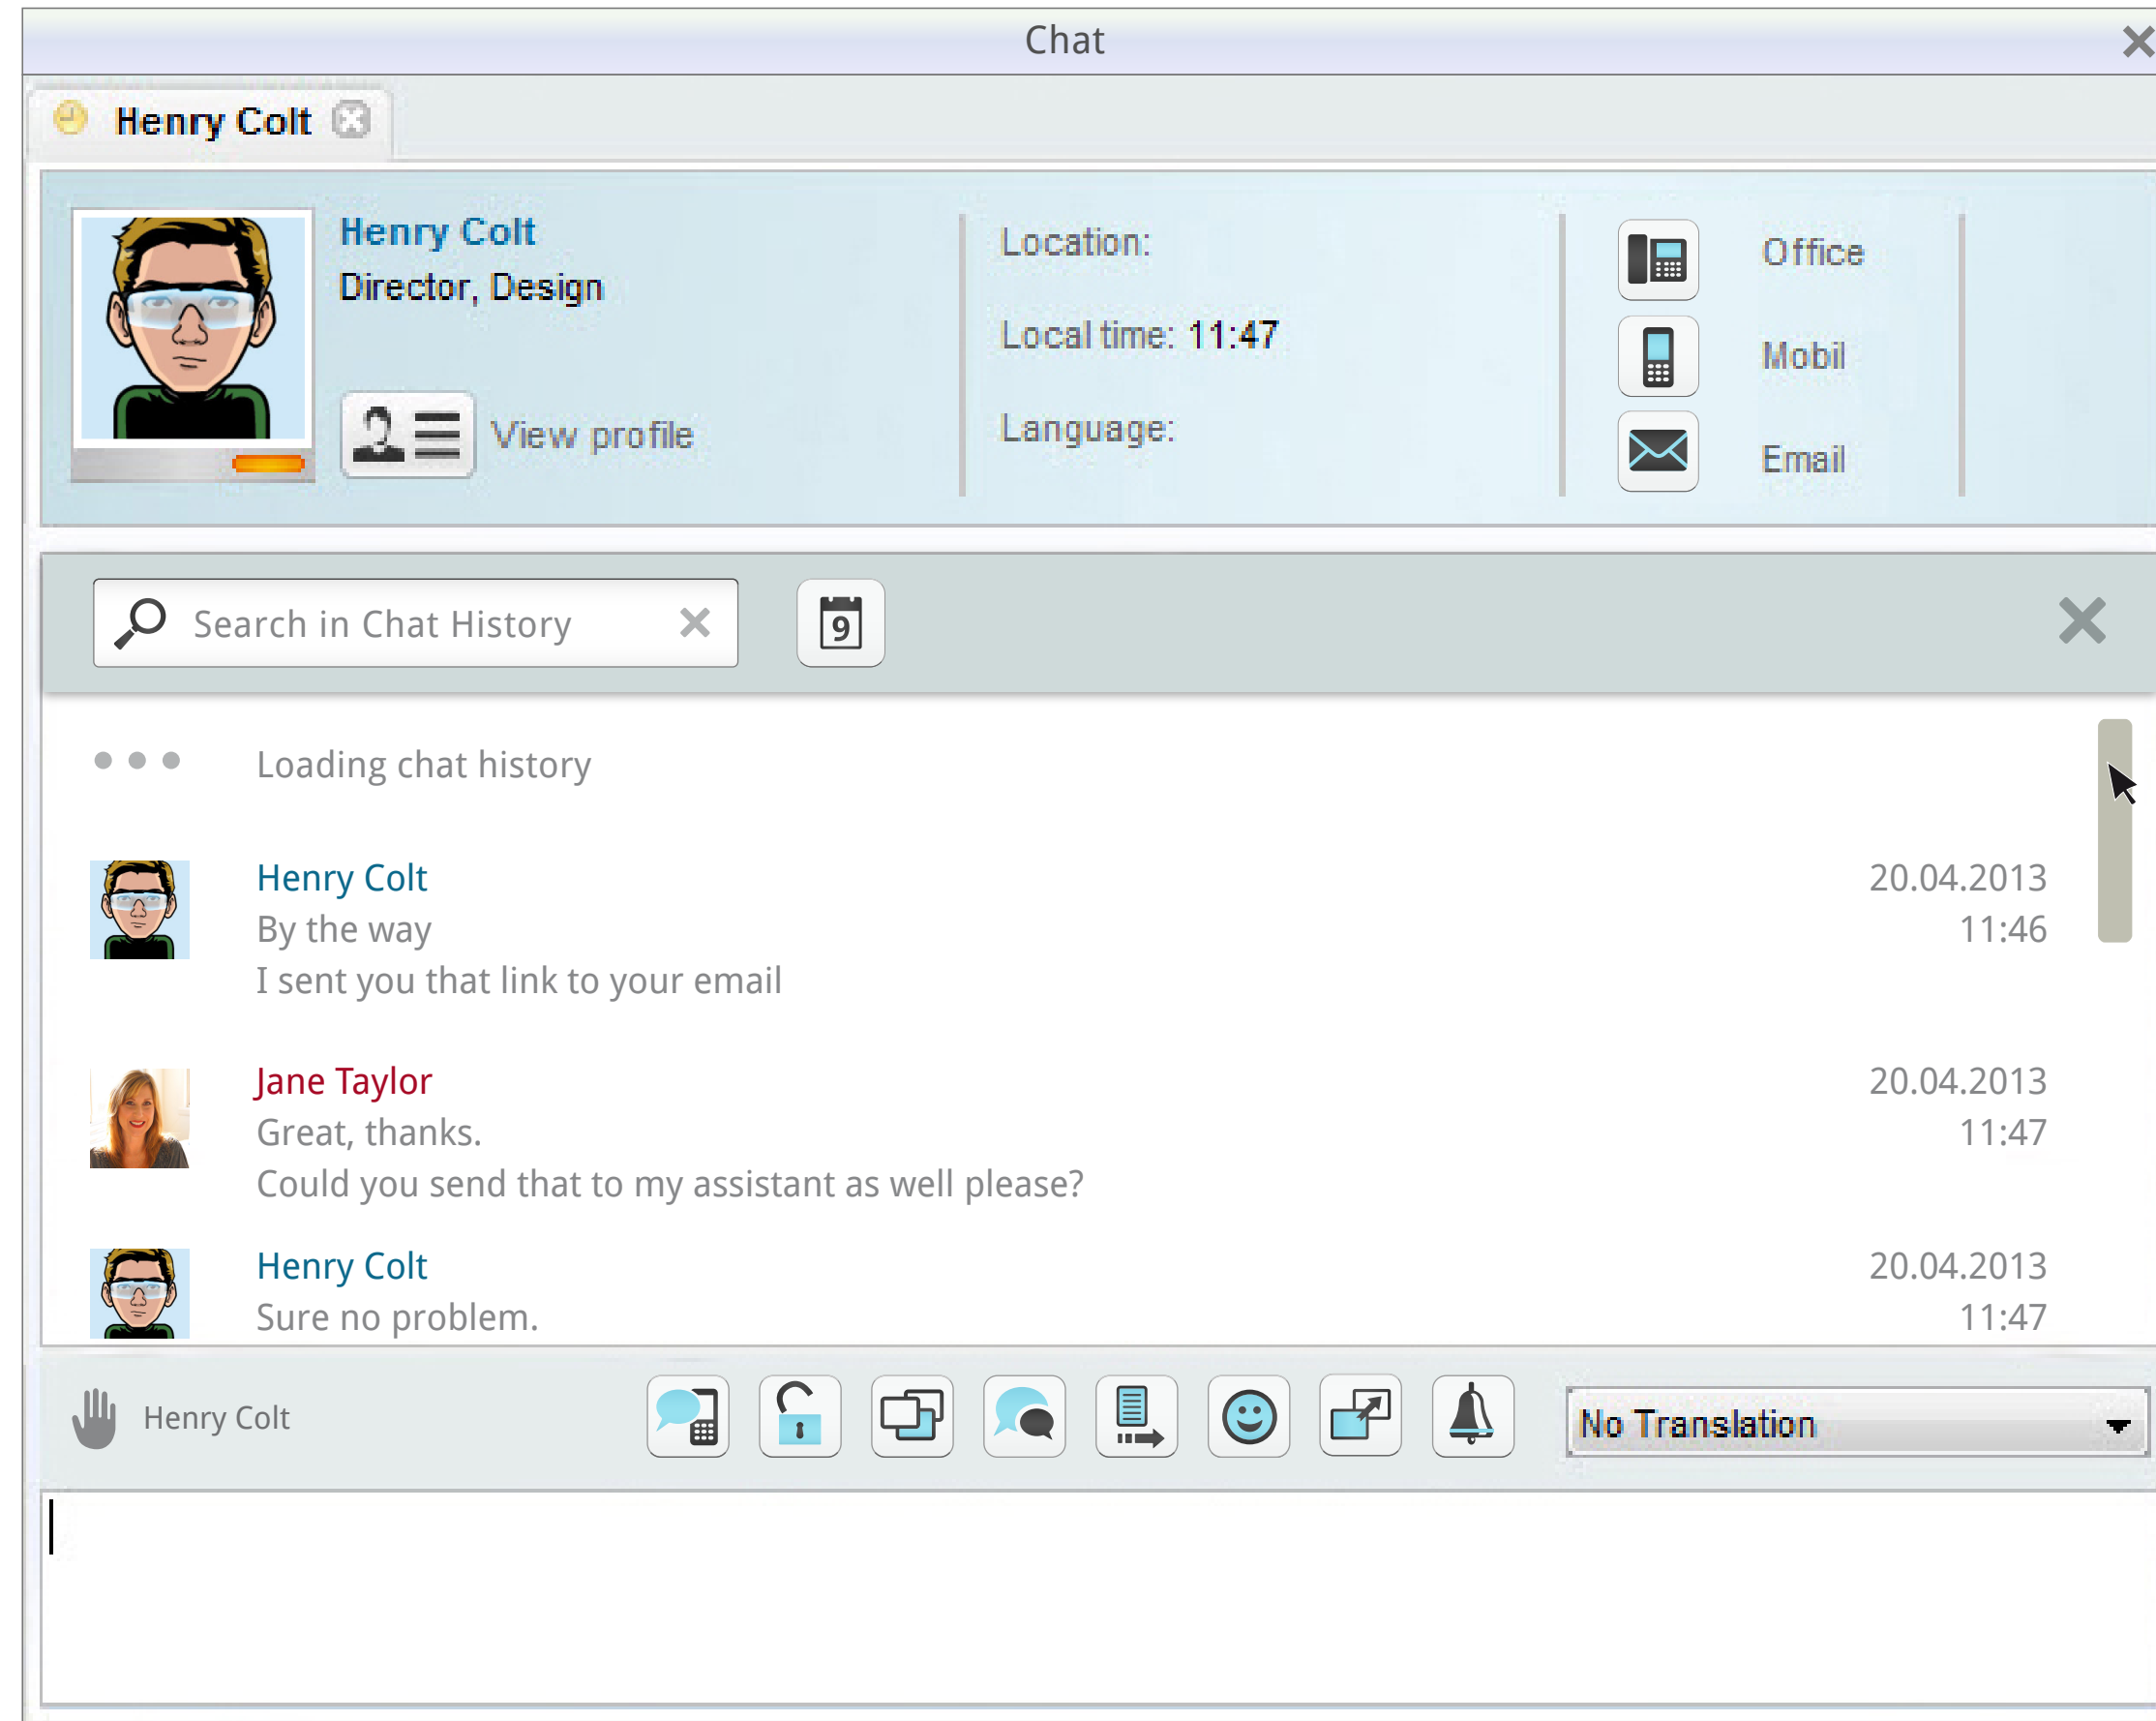 Chat
Henry Colt
Henry Colt
Director, Design
View profile
Location:
Local time: 11:47
Language:
Office
Mobil
Email
Search in Chat History
9
Loading chat history
Henry Colt 20.04.2013
By the way 11:46
I sent you that link to your email
Jane Taylor 20.04.2013
Great, thanks. 11:47
Could you send that to my assistant as well please?
Henry Colt 20.04.2013
Sure no problem. 11:47
Henry Colt
No Translation